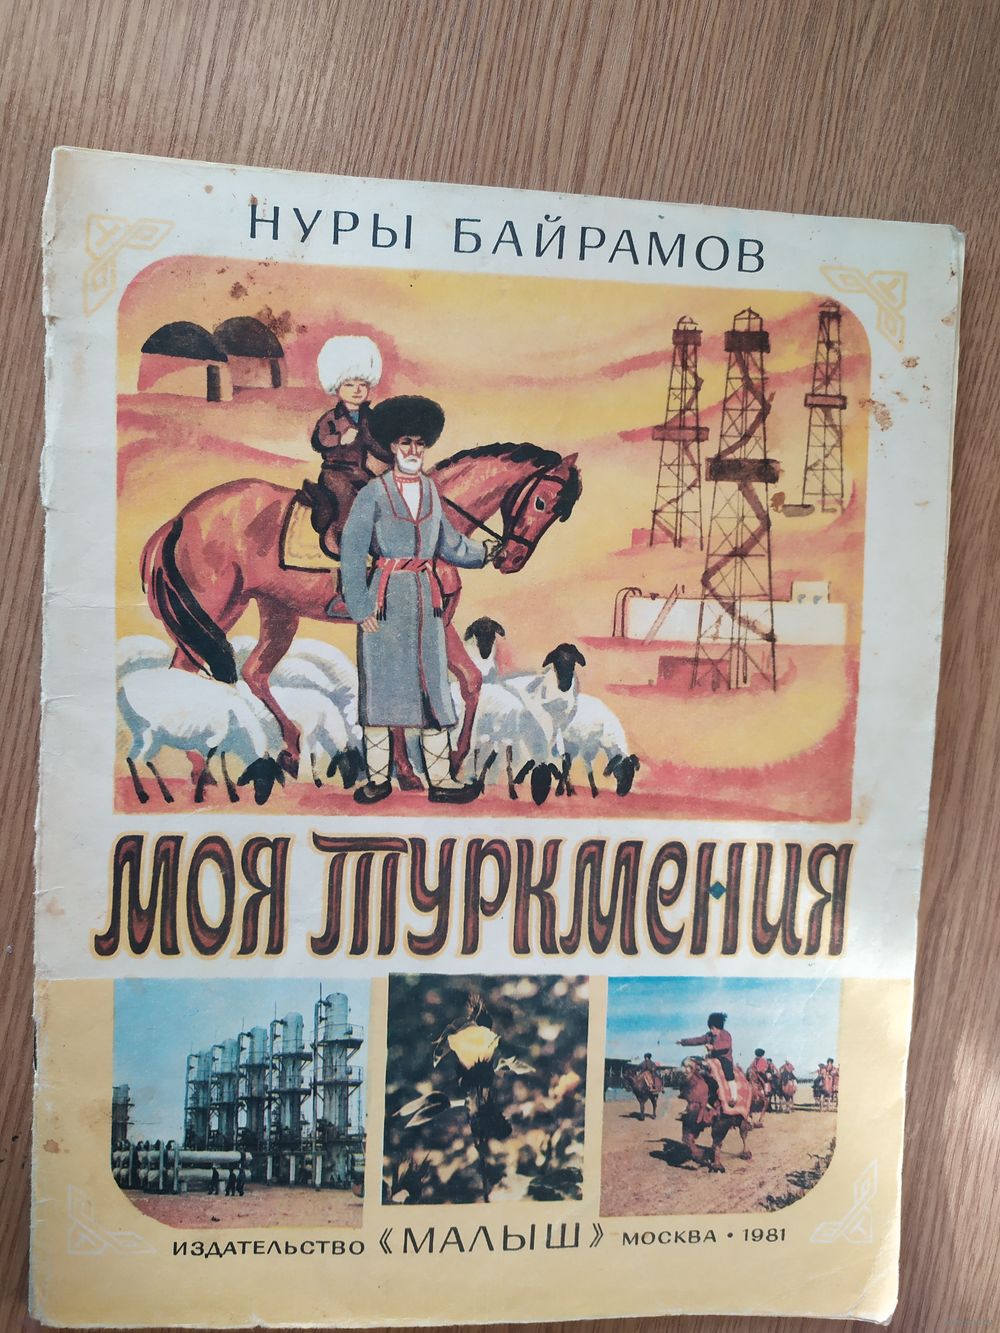 НУРЫ БАЙРАМОВ
МОЯ ТУРКМЕНИЯ
ИЗДАТЕЛЬСТВО «МАЛЫШ» МОСКВА • 1981